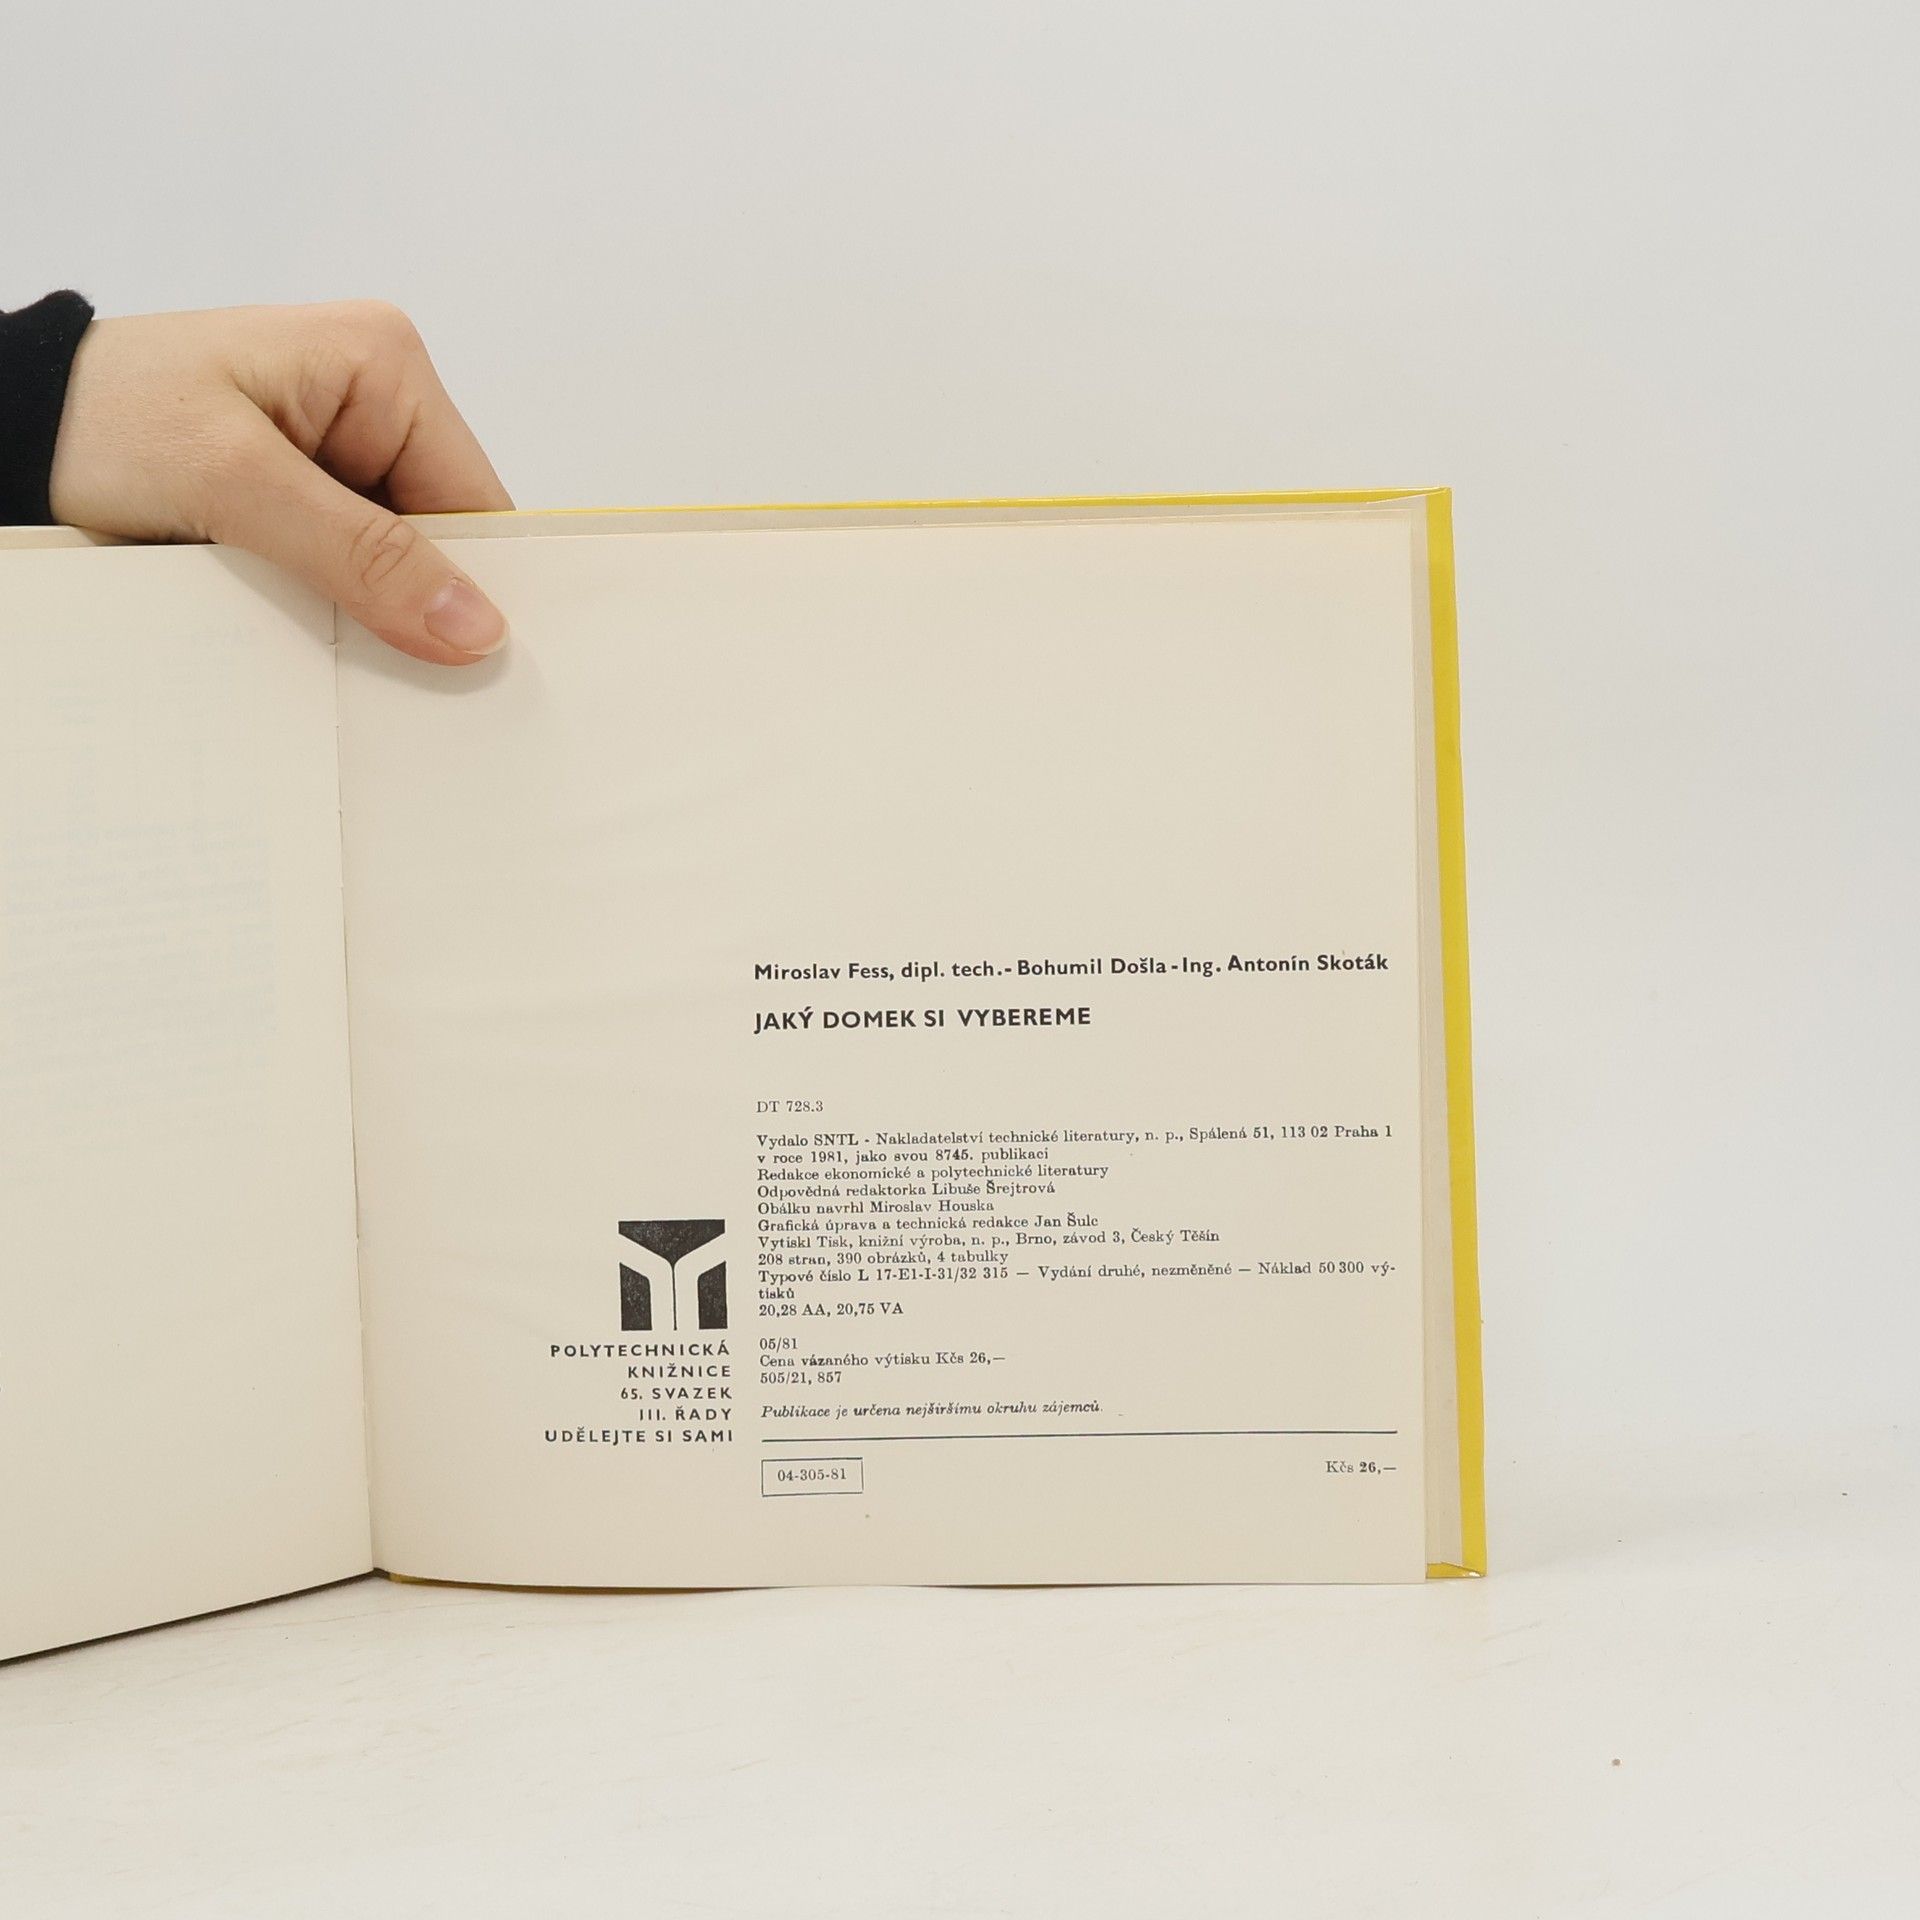 Miroslav Fess, dipl. tech. - Bohumil Došla - Ing. Antonín Skoták
JAKÝ DOMEK SI VYBEREME
DT 728.3
Vydalo SNTL - Nakladatelství technické literatury, n. p., Spálená 51, 113 02 Praha 1
v roce 1981, jako svou 8745. publikaci
Redakce ekonomické a polytechnické literatury
Odpovědná redaktorka Libuše Šrejtrová
Obálku navrhl Miroslav Houska
Grafická úprava a technická redakce Jan Šulc
Vytiskl Tisk, knižní výroba, n. p., Brno, závod 3, Český Těšín
208 stran, 390 obrázků, 4 tabulky
Typové číslo L 17-E1-I-31/32 315 — Vydání druhé, nezměněné — Náklad 50 300 vý-
tisků
20,28 AA, 20,75 VA
05/81
Cena vázaného výtisku Kčs 26,—
505/21, 857
Publikace je určena nejširšímu okruhu zájemců.
POLYTECHNICKÁ
KNIŽNICE
65. SVAZEK
III. ŘADY
UDĚLEJTE SI SAMI
04-305-81
Kčs 26,—